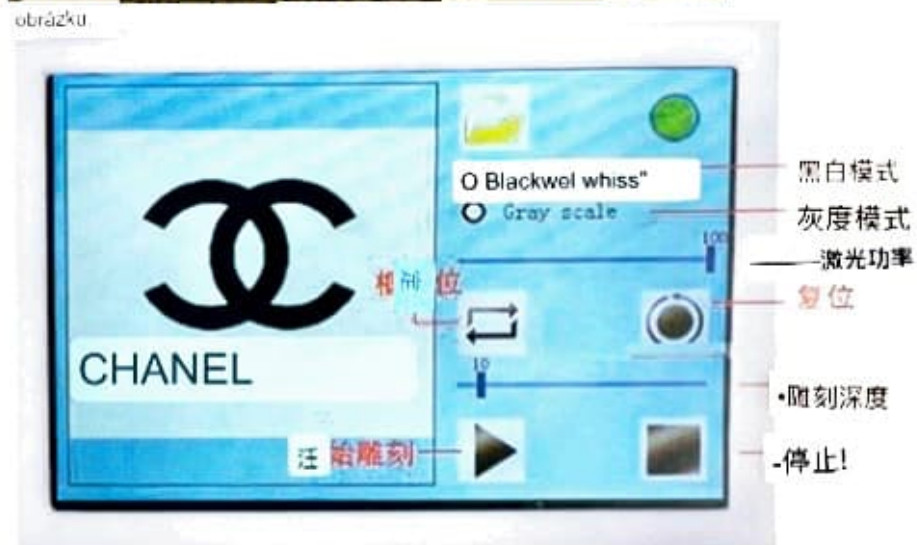 obrázku
黑白模式
O Blackwel whiss"
灰度模式
Gray scale
100
激光功率
位
复位
CHANEL
10
•雕刻深度
汪 始雕刻
-停止!